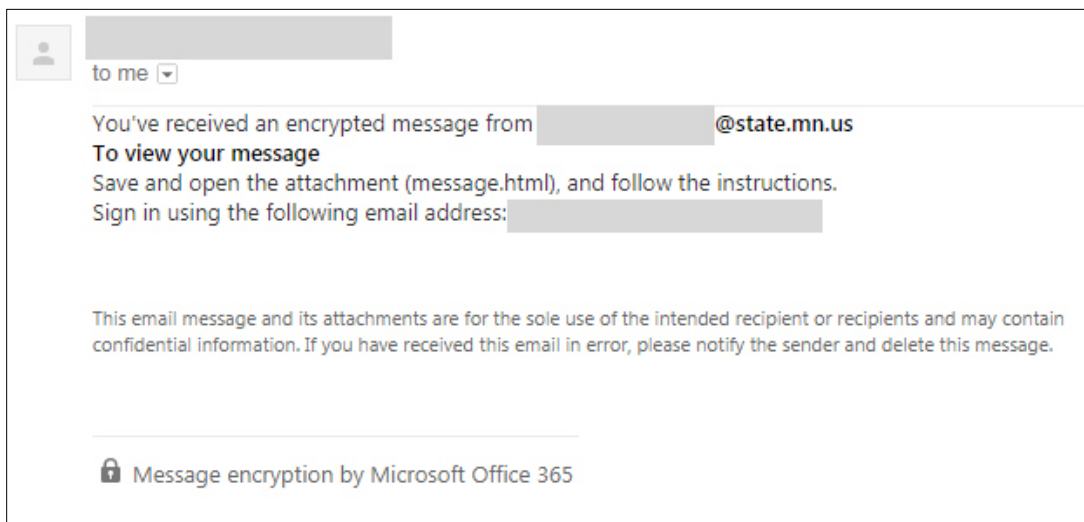 to me
You've received an encrypted message from @state.mn.us
To view your message
Save and open the attachment (message.html), and follow the instructions.
Sign in using the following email address:
This email message and its attachments are for the sole use of the intended recipient or recipients and may contain
confidential information. If you have received this email in error, please notify the sender and delete this message.
Message encryption by Microsoft Office 365